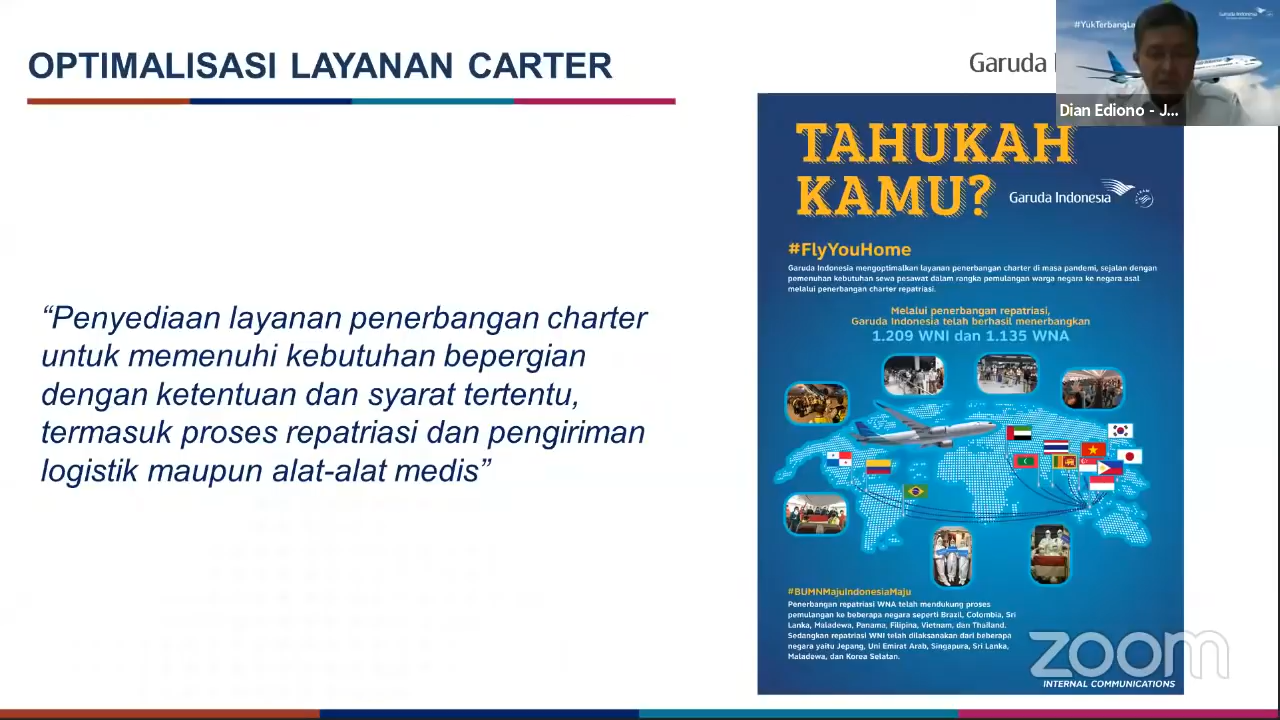 OPTIMALISASI LAYANAN CARTER
Garuda
#YukTerbangLa
Garuda Indonesia
Dian Ediono - J...
“Penyediaan layanan penerbangan charter
untuk memenuhi kebutuhan bepergian
dengan ketentuan dan syarat tertentu,
termasuk proses repatriasi dan pengiriman
logistik maupun alat-alat medis”
TAHUKAH
KAMU?
Garuda Indonesia
#FlyYouHome
Garuda Indonesia mengoptimalkan layanan penerbangan charter di masa pandemi, sejalan dengan
pemenuhan kebutuhan sewa pesawat dalam rangka pemulangan warga negara ke negara asal
melalui penerbangan charter repatriasi.
Melalui penerbangan repatriasi,
Garuda Indonesia telah berhasil menerbangkan
1.209 WNI dan 1.135 WNA
#BUMNMajuIndonesiaMaju
Penerbangan repatriasi WNA telah mendukung proses
pemulangan ke beberapa negara seperti Brazil, Colombia, Sri
Lanka, Maladewa, Panama, Filipina, Vietnam, dan Thailand.
Sedangkan repatriasi WNI telah dilaksanakan dari beberapa
negara yaitu Jepang, Uni Emirat Arab, Singapura, Sri Lanka,
Maladewa, dan Korea Selatan.
zoom
INTERNAL COMMUNICATIONS